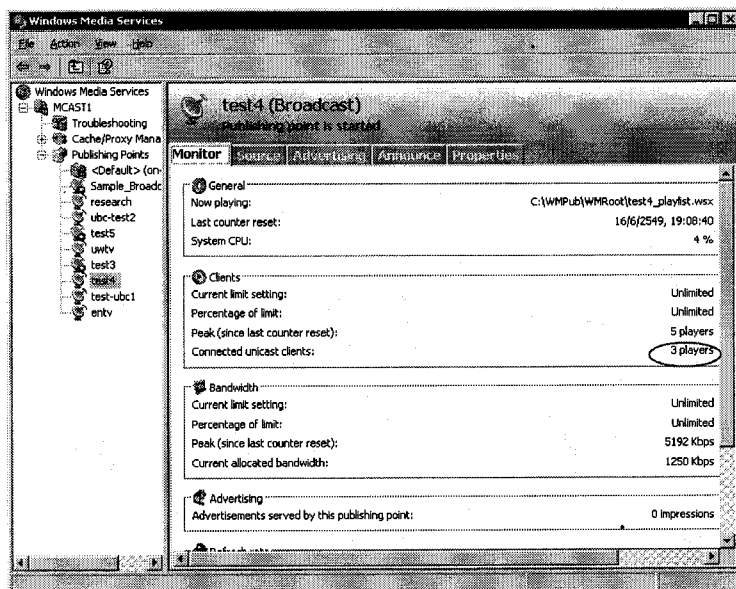 Windows Media Services
File Action View Help
Windows Media Services
MCAST1
Troubleshooting
Cache/Proxy Mana
Publishing Points
<Default> (on-
Sample_Broadc
research
ubc-test2
test5
uwtv
test3
test4
test-ubc1
entv
test4 (Broadcast)
Publishing point is started
Monitor Source Advertising Announce Properties
General
Now playing: C:\WMPub\WMRoot\test4_playlist.wsx
Last counter reset: 16/6/2549, 19:08:40
System CPU: 4 %
Clients
Current limit setting: Unlimited
Percentage of limit: Unlimited
Peak (since last counter reset): 5 players
Connected unicast clients: 3 players
Bandwidth
Current limit setting: Unlimited
Percentage of limit: Unlimited
Peak (since last counter reset): 5192 Kbps
Current allocated bandwidth: 1250 Kbps
Advertising
Advertisements served by this publishing point: 0 impressions